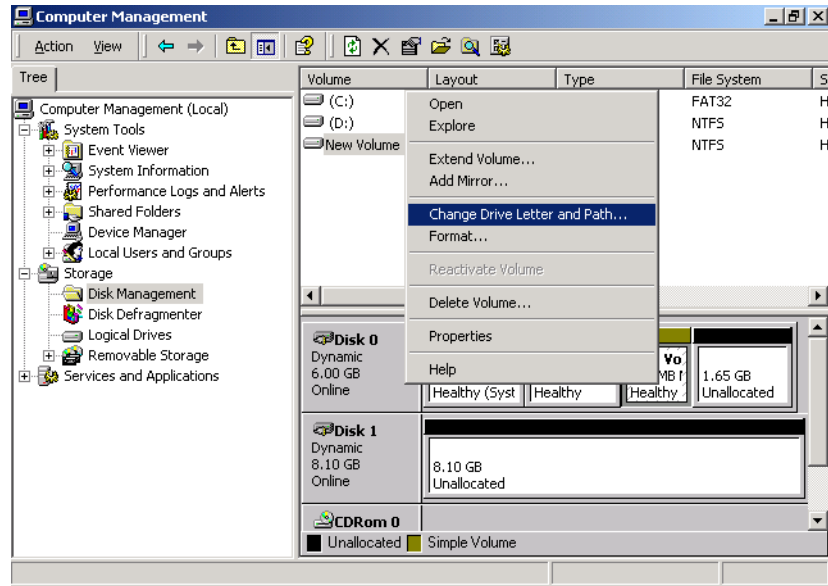 Computer Management
Action View
Tree
Computer Management (Local)
System Tools
Event Viewer
System Information
Performance Logs and Alerts
Shared Folders
Device Manager
Local Users and Groups
Storage
Disk Management
Disk Defragmenter
Logical Drives
Removable Storage
Services and Applications
Volume Layout Type File System S
(C:) FAT32 H
(D:) NTFS H
New Volume NTFS H
Open
Explore
Extend Volume...
Add Mirror...
Change Drive Letter and Path...
Format...
Reactivate Volume
Delete Volume...
Properties
Help
Disk 0
Dynamic
6.00 GB
Online
Healthy (Syst
Healthy
Vo
MB
Healthy
1.65 GB
Unallocated
Disk 1
Dynamic
8.10 GB
Online
8.10 GB
Unallocated
CDRom 0
Unallocated Simple Volume